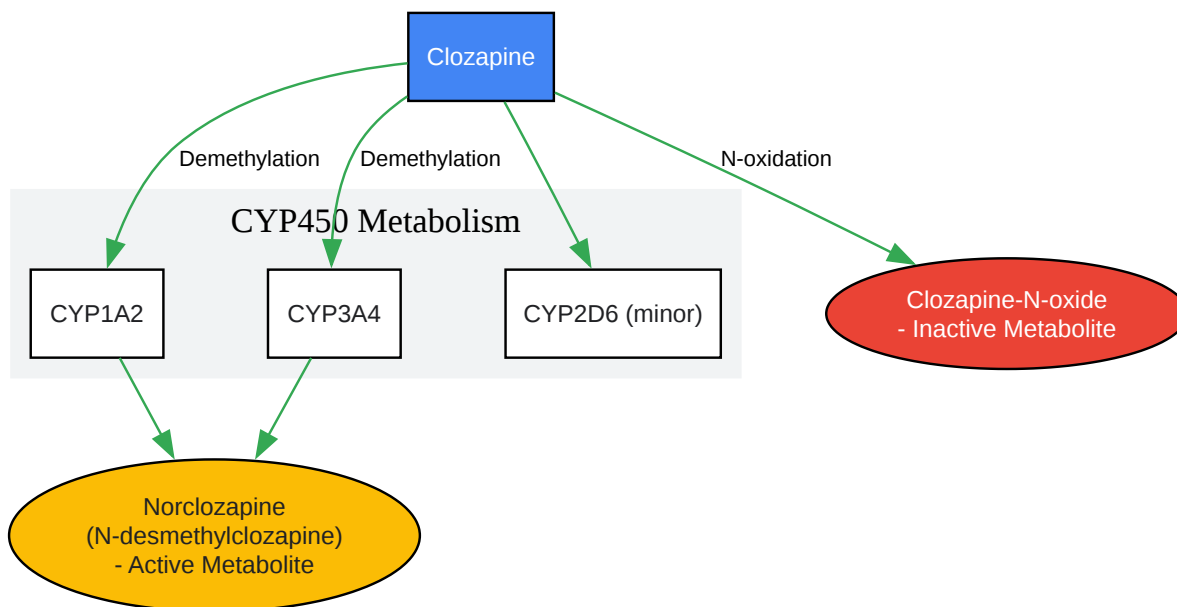 Clozapine
Demethylation
Demethylation
N-oxidation
CYP450 Metabolism
CYP1A2
CYP3A4
CYP2D6 (minor)
Clozapine-N-oxide
- Inactive Metabolite
Norclozapine
(N-desmethylclozapine)
- Active Metabolite